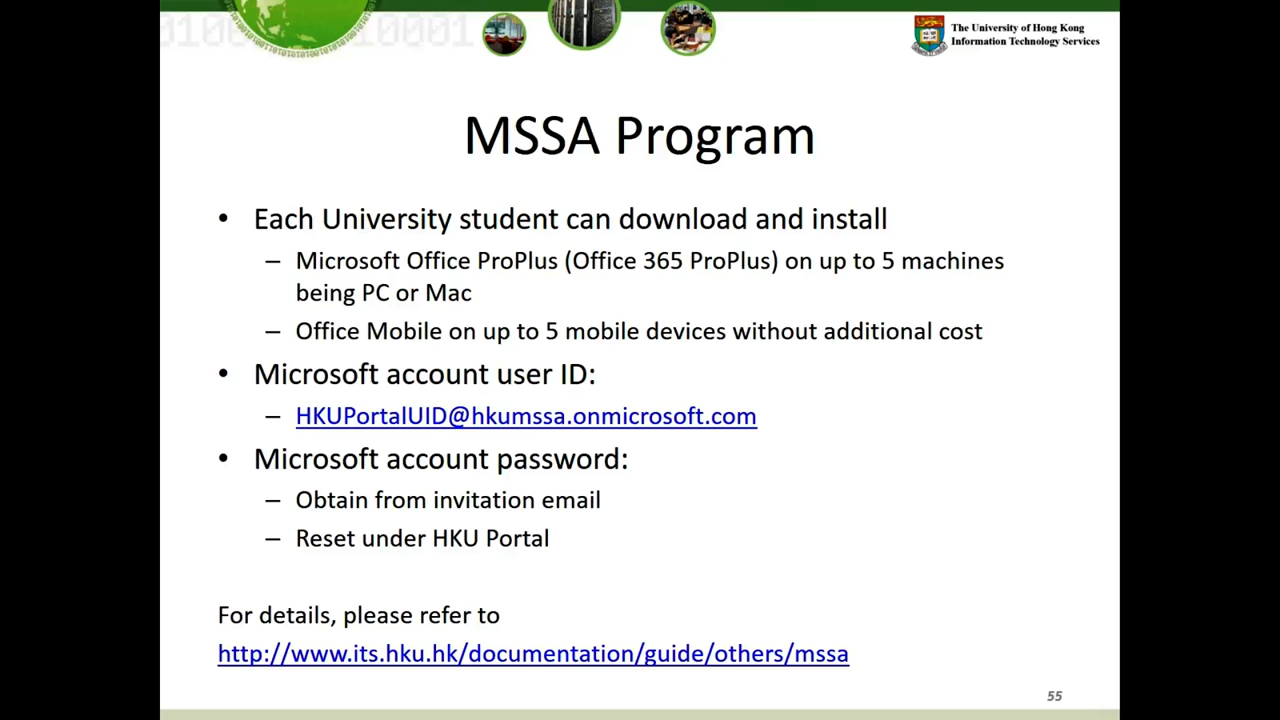 The University of Hong Kong
Information Technology Services
MSSA Program
• Each University student can download and install
– Microsoft Office ProPlus (Office 365 ProPlus) on up to 5 machines
being PC or Mac
– Office Mobile on up to 5 mobile devices without additional cost
• Microsoft account user ID:
– HKUPortalUID@hkumssa.onmicrosoft.com
• Microsoft account password:
– Obtain from invitation email
– Reset under HKU Portal
For details, please refer to
http://www.its.hku.hk/documentation/guide/others/mssa
55